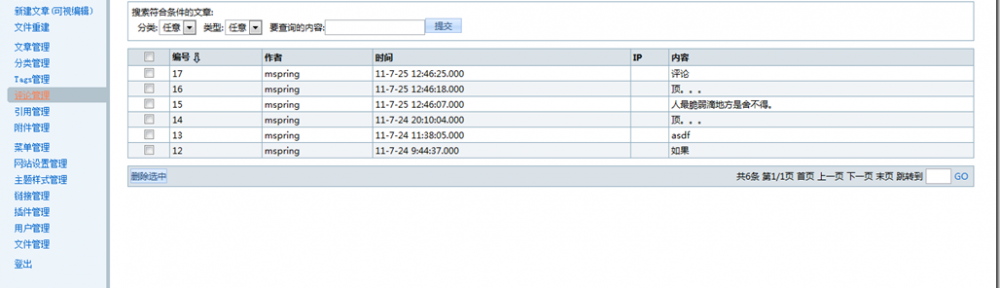 新建文章(可视编辑)
文件重建
文章管理
分类管理
Tags管理
评论管理
引用管理
附件管理
菜单管理
网站设置管理
主题样式管理
链接管理
插件管理
用户管理
文件管理
登出
搜索符合条件的文章:
分类: 任意 类型: 任意 要查询的内容: 提交
编号 作者 时间 IP 内容
17 mspring 11-7-25 12:46:25.000 评论
16 mspring 11-7-25 12:46:18.000 顶。。。
15 mspring 11-7-25 12:46:07.000 人最脆弱滴地方是舍不得。
14 mspring 11-7-24 20:10:04.000 顶。。。
13 mspring 11-7-24 11:38:05.000 asdf
12 mspring 11-7-24 9:44:37.000 如果
删除选中 共6条 第1/1页 首页 上一页 下一页 末页 跳转到 GO